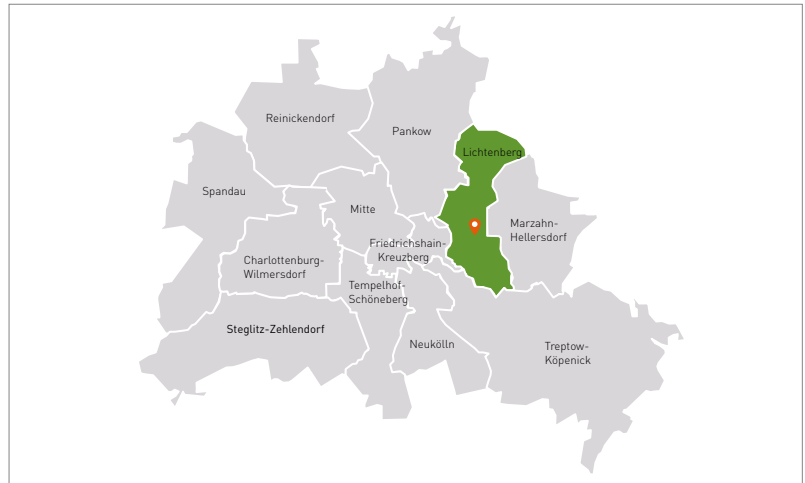 Reinickendorf
Pankow
Lichtenberg
Spandau
Mitte
Marzahn-
Hellersdorf
Friedrichshain-
Kreuzberg
Charlottenburg-
Wilmersdorf
Tempelhof-
Schöneberg
Steglitz-Zehlendorf
Neukölln
Treptow-
Köpenick